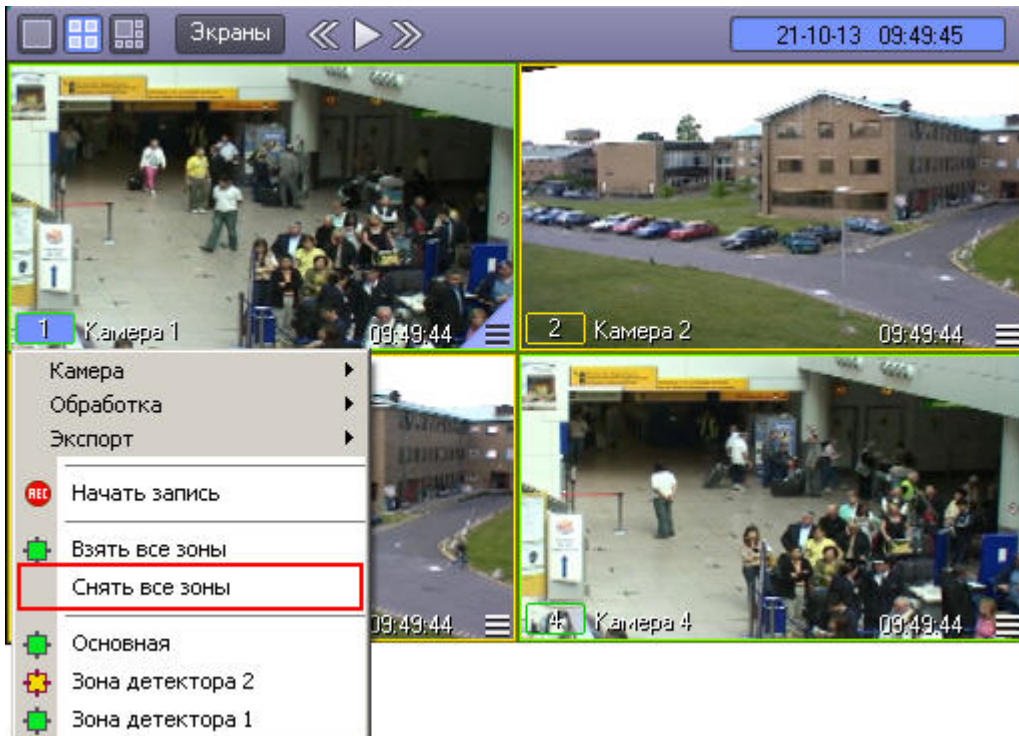 Экраны
21-10-13 09:49:45
1 Камера 1 09:49:44
2 Камера 2 09:49:44
Камера
Обработка
Экспорт
REC Начать запись
Взять все зоны
Снять все зоны
09:49:44
4 Камера 4 09:49:44
Основная
Зона детектора 2
Зона детектора 1